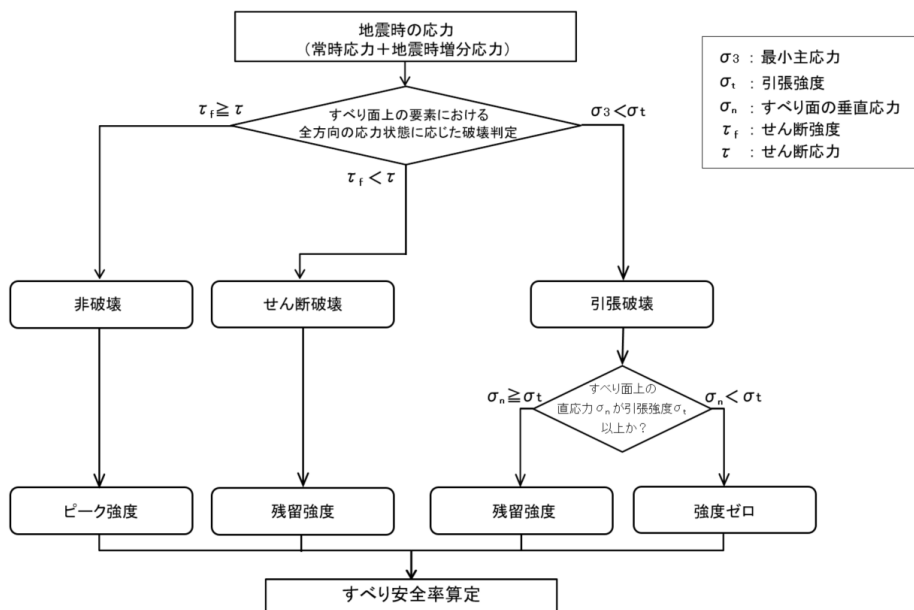 地震時の応力
（常時応力＋地震時増分応力）
σ3 : 最小主応力
σt : 引張強度
σn : すべり面の垂直応力
τf : せん断強度
τ : せん断応力
τf≧τ
すべり面上の要素における
全方向の応力状態に応じた破壊判定
σ3<σt
τf<τ
非破壊
せん断破壊
引張破壊
σn≧σt
すべり面上の
直応力σnが引張強度σt
以上か？
σn<σt
ピーク強度
残留強度
残留強度
強度ゼロ
すべり安全率算定